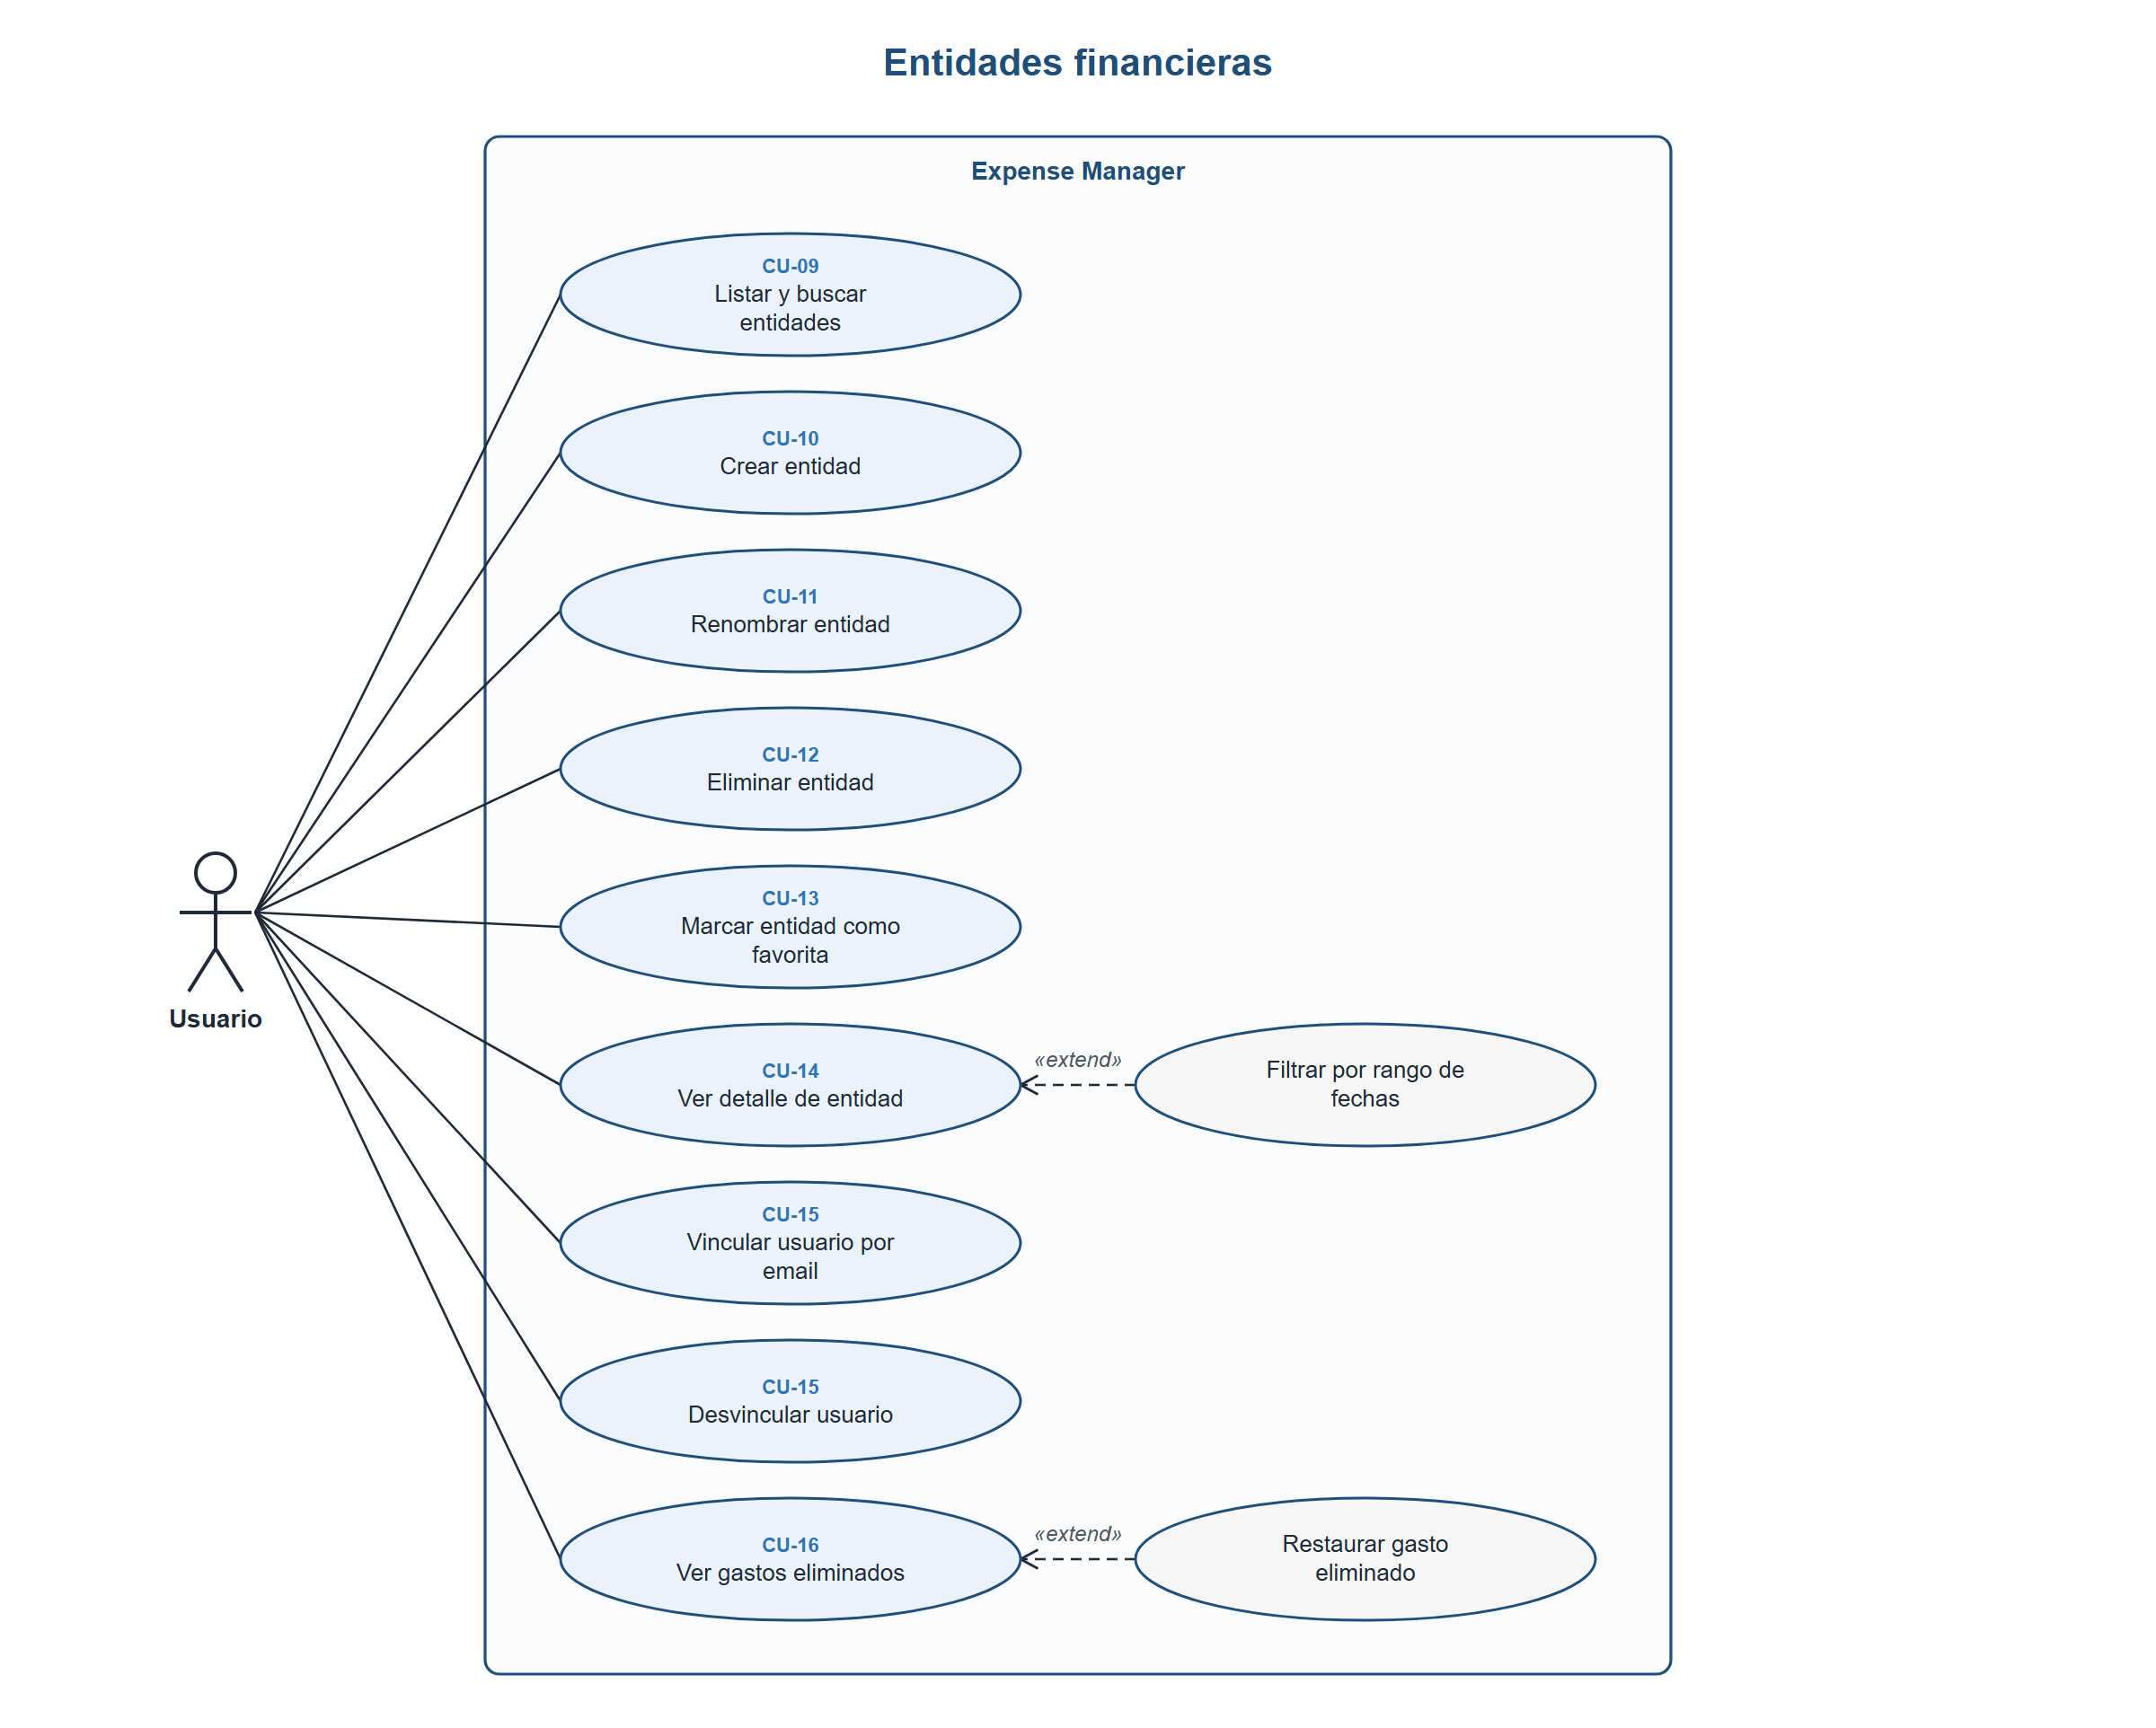 Entidades financieras
Expense Manager
CU-09
Listar y buscar
entidades
CU-10
Crear entidad
CU-11
Renombrar entidad
CU-12
Eliminar entidad
CU-13
Marcar entidad como
favorita
Usuario
CU-14
Ver detalle de entidad
«extend»
Filtrar por rango de
fechas
CU-15
Vincular usuario por
email
CU-15
Desvincular usuario
CU-16
Ver gastos eliminados
«extend»
Restaurar gasto
eliminado